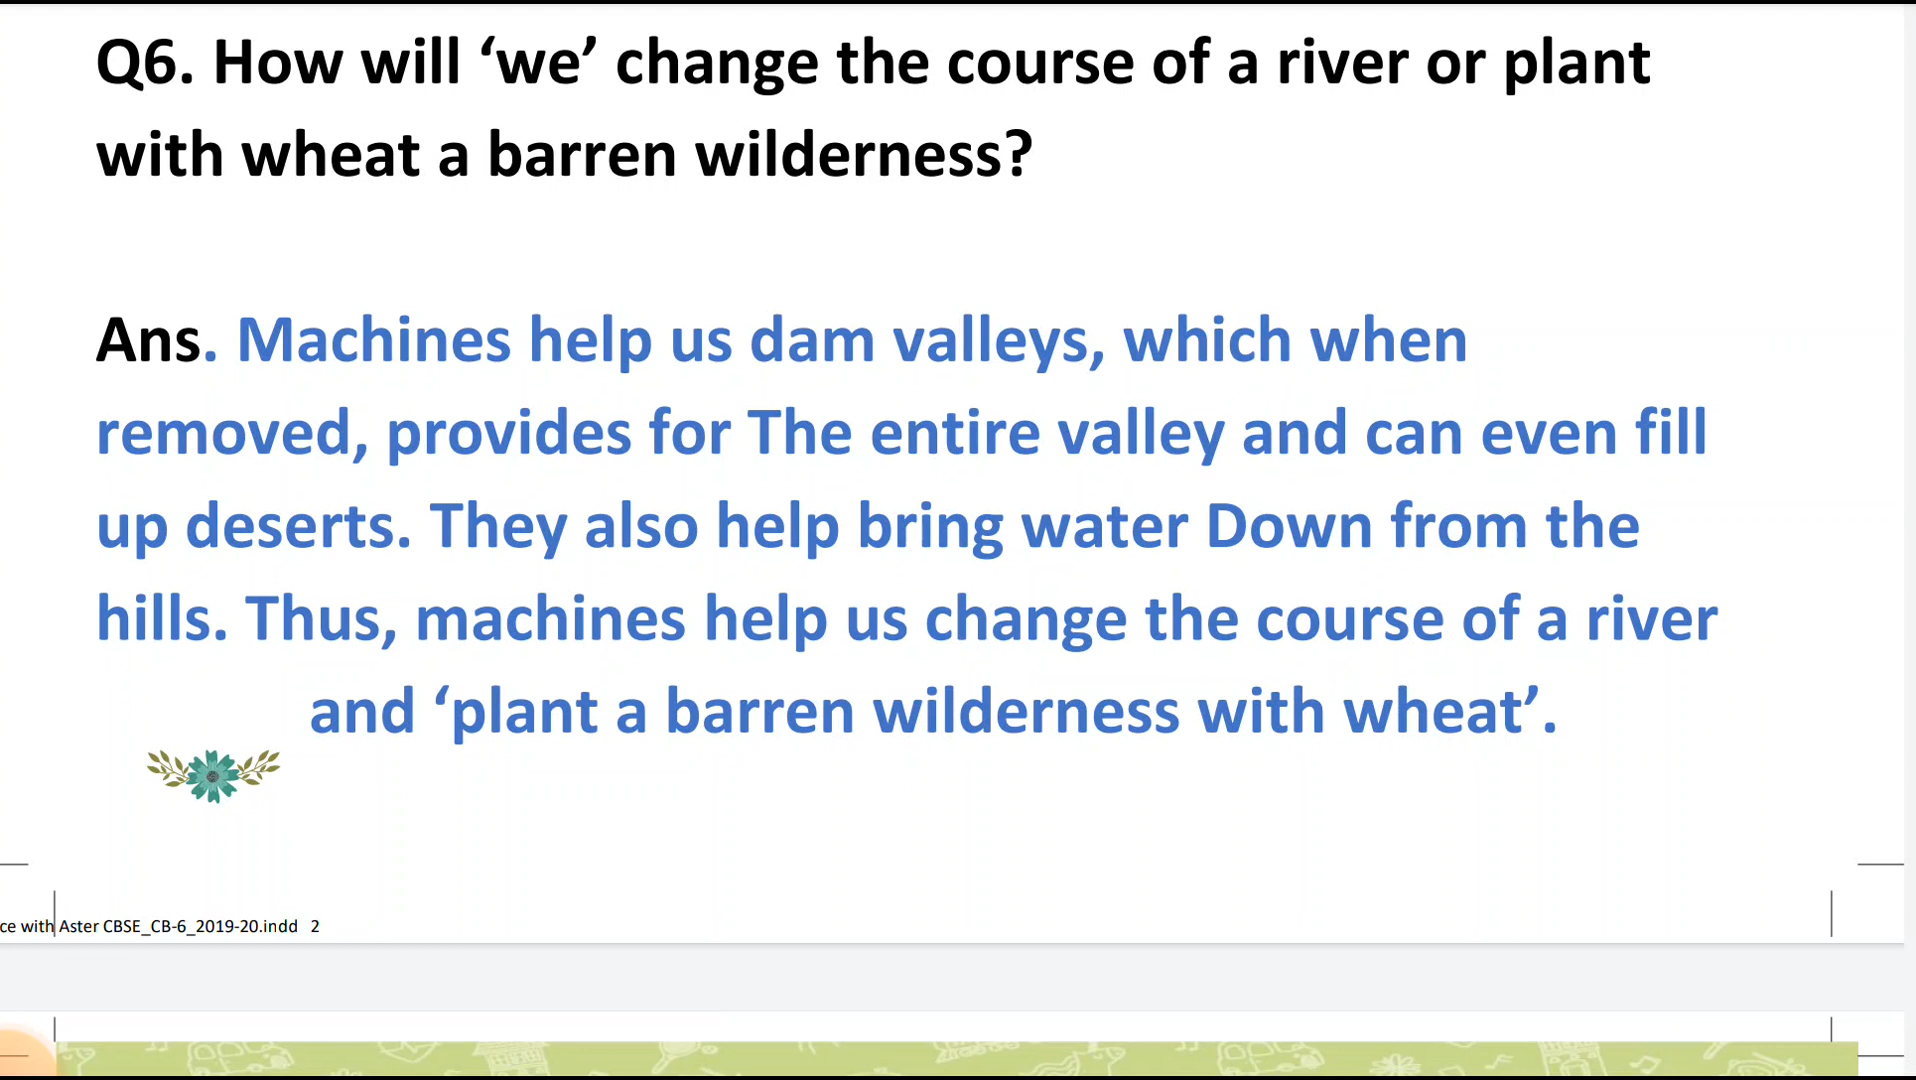 Q6. How will ‘we’ change the course of a river or plant
with wheat a barren wilderness?
Ans. Machines help us dam valleys, which when
removed, provides for The entire valley and can even fill
up deserts. They also help bring water Down from the
hills. Thus, machines help us change the course of a river
and ‘plant a barren wilderness with wheat’.
ce with Aster CBSE_CB-6_2019-20.indd 2